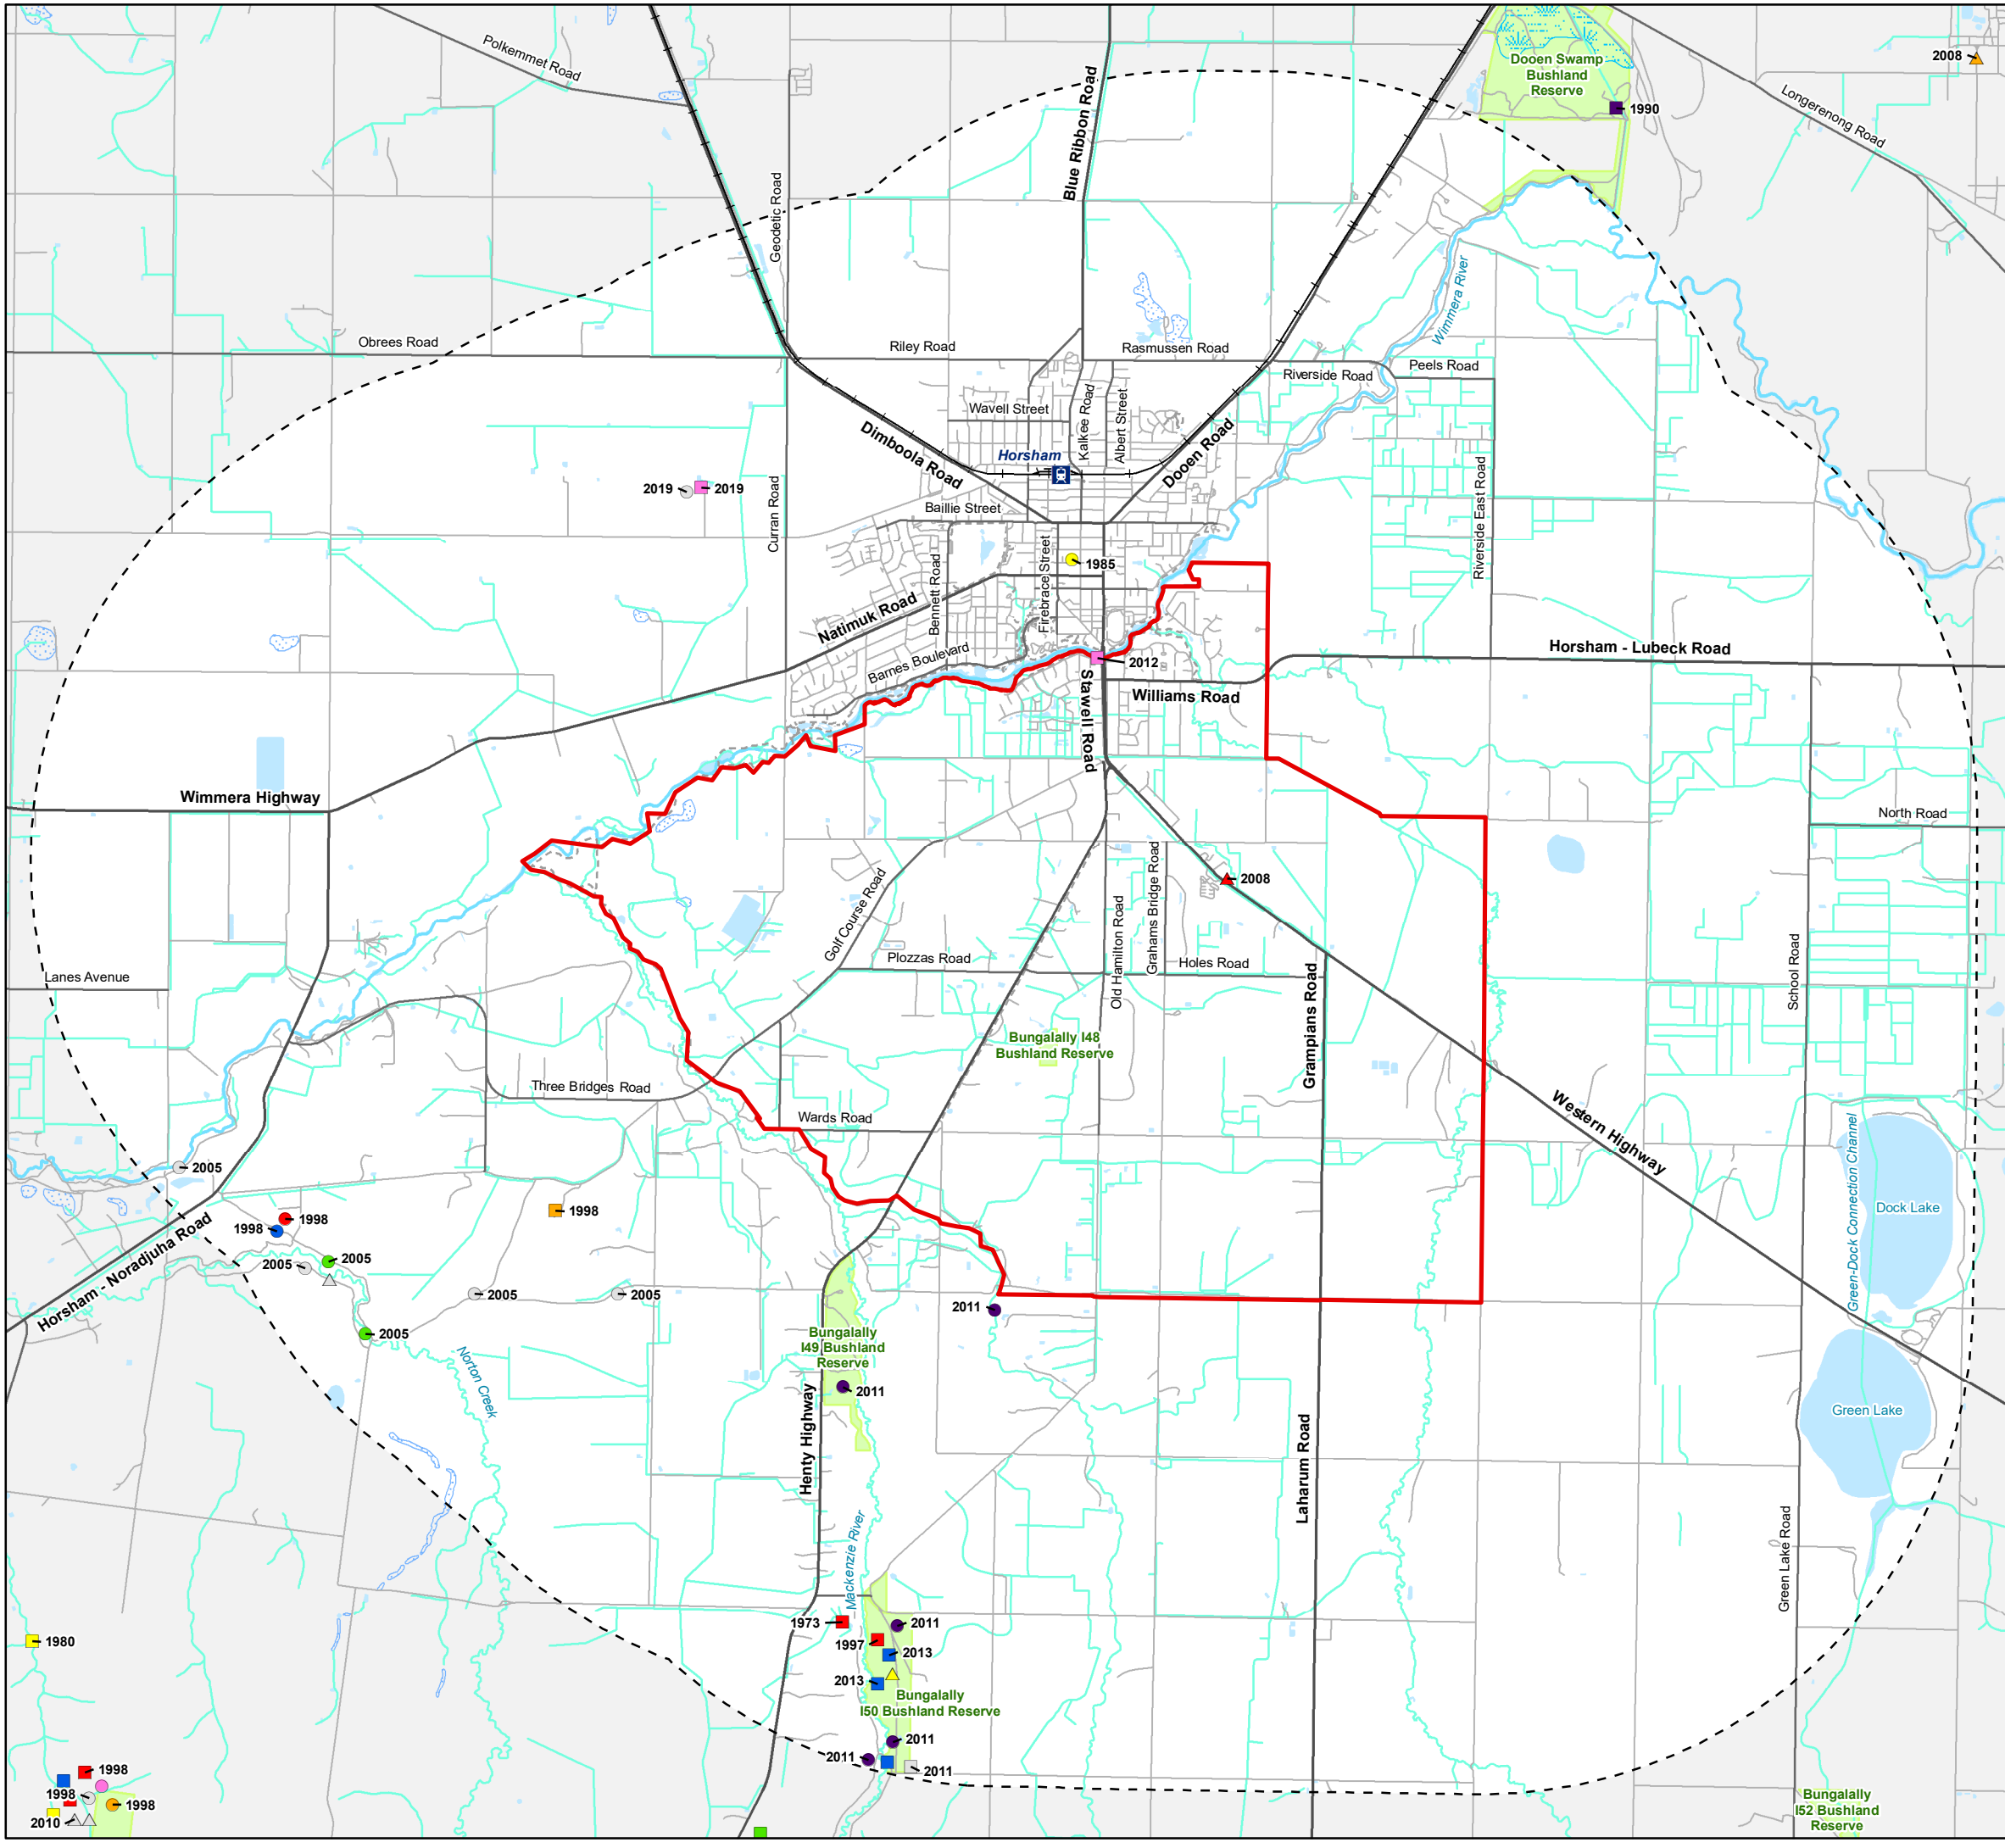 Polkemmet Road
Blue Ribbon Road
Dooen Swamp
Bushland
Reserve
2008
1990
Longerenong Road
Geodetic Road
Wimmera River
Obrees Road
Riley Road
Rasmussen Road
Riverside Road
Peels Road
Wavell Street
Kalkee Road
Albert Street
Dimboola Road
Horsham
Dooen Road
2019
2019
Curran Road
Baillie Street
Riverside East Road
1985
Bennett Road
Firebrace Street
Natimuk Road
Barnes Boulevard
2012
Horsham - Lubeck Road
Stawell Road
Williams Road
Wimmera Highway
North Road
Golf Course Road
Grahams Bridge Road
2008
Lanes Avenue
Plozzas Road
Old Hamilton Road
Holes Road
Grampians Road
School Road
Bungalally I48
Bushland Reserve
Three Bridges Road
Wards Road
Western Highway
Green-Dock Connection Channel
Dock Lake
2005
1998
1998
1998
Horsham - Noradjuha Road
2005
2005
2005
2005
2005
2011
Bungalally
I49 Bushland
Reserve
2011
Norton Creek
Henty Highway
Green Lake
Laharum Road
Mackenzie River
Green Lake Road
1973
2011
1997
2013
2013
1980
Bungalally
I50 Bushland Reserve
2011
2011
2011
1998
1998
1998
2010
Bungalally
I52 Bushland
Reserve